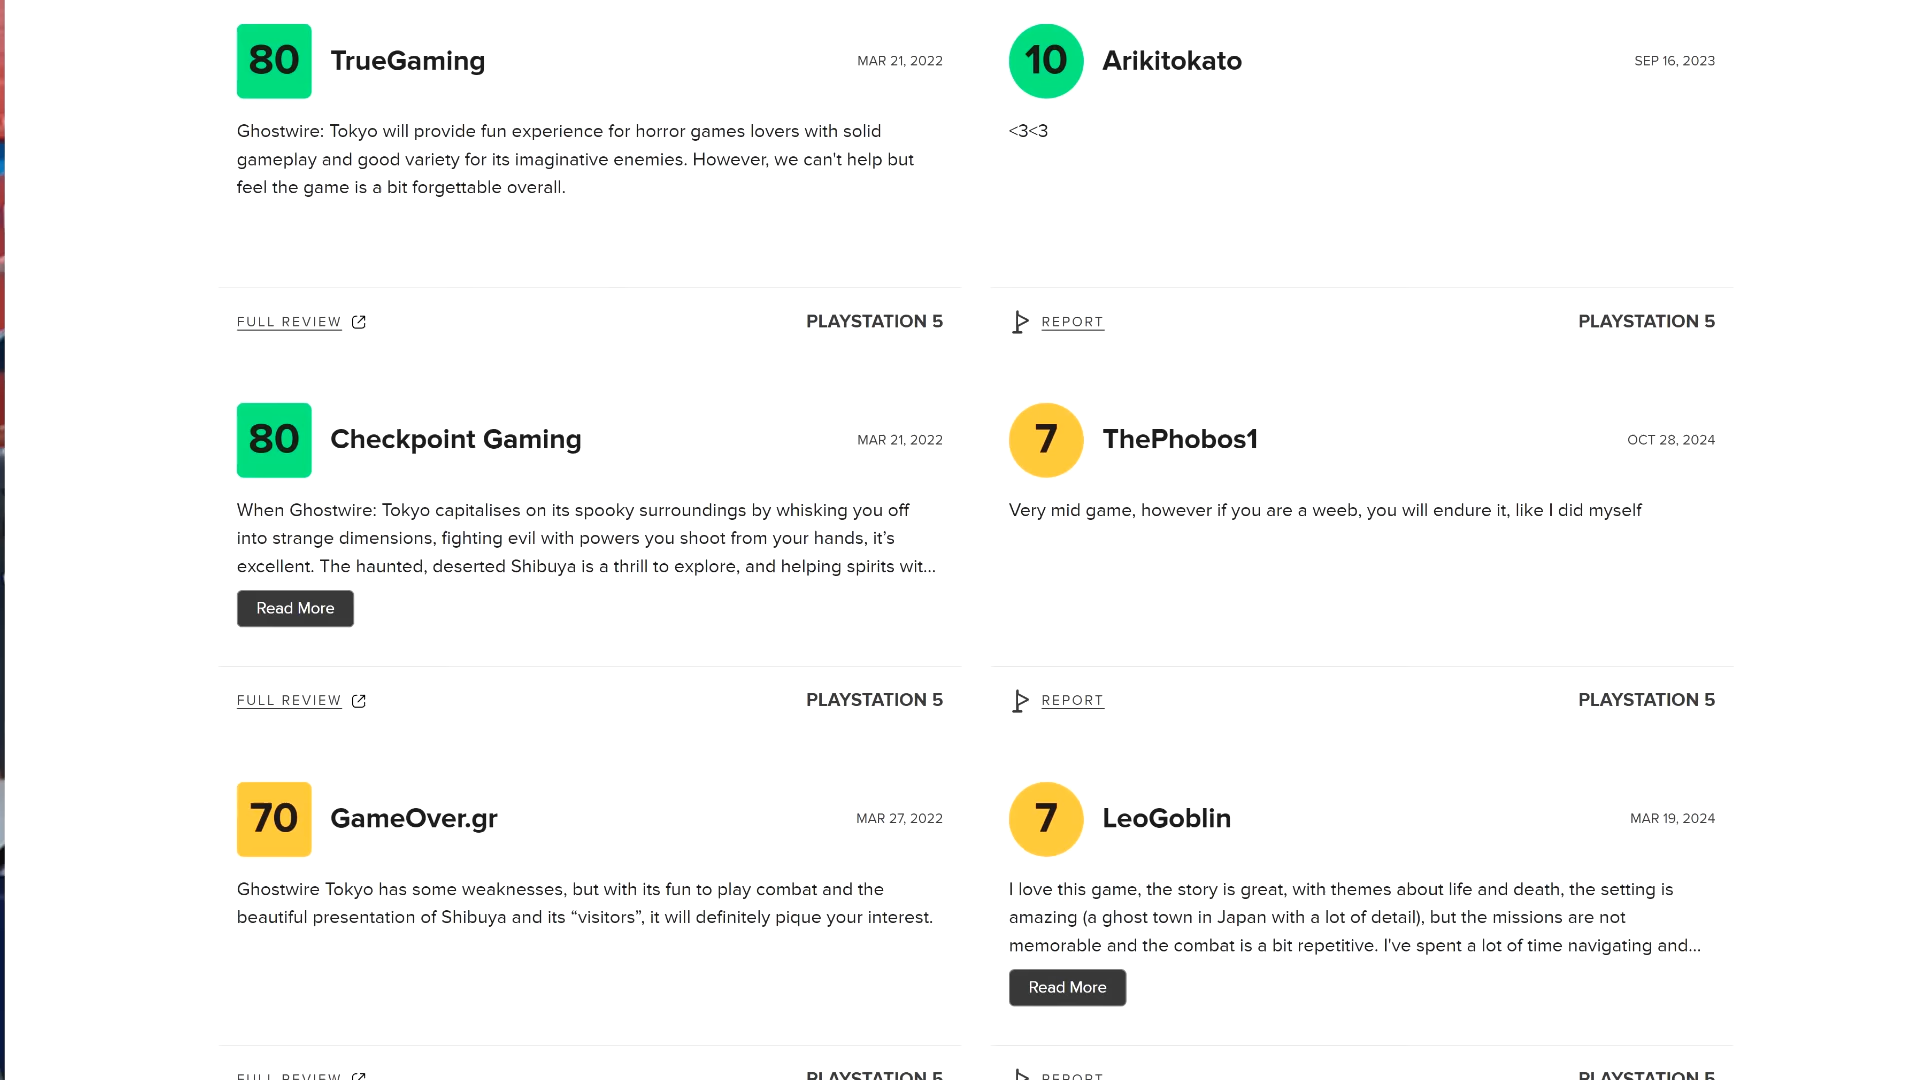 80 TrueGaming MAR 21, 2022
Ghostwire: Tokyo will provide fun experience for horror games lovers with solid
gameplay and good variety for its imaginative enemies. However, we can't help but
feel the game is a bit forgettable overall.
FULL REVIEW PLAYSTATION 5
10 Arikitokato SEP 16, 2023
<3<3
REPORT PLAYSTATION 5
80 Checkpoint Gaming MAR 21, 2022
When Ghostwire: Tokyo capitalises on its spooky surroundings by whisking you off
into strange dimensions, fighting evil with powers you shoot from your hands, it’s
excellent. The haunted, deserted Shibuya is a thrill to explore, and helping spirits wit...
Read More
FULL REVIEW PLAYSTATION 5
7 ThePhobos1 OCT 28, 2024
Very mid game, however if you are a weeb, you will endure it, like I did myself
REPORT PLAYSTATION 5
70 GameOver.gr MAR 27, 2022
Ghostwire Tokyo has some weaknesses, but with its fun to play combat and the
beautiful presentation of Shibuya and its “visitors”, it will definitely pique your interest.
FULL REVIEW PLAYSTATION 5
7 LeoGoblin MAR 19, 2024
I love this game, the story is great, with themes about life and death, the setting is
amazing (a ghost town in Japan with a lot of detail), but the missions are not
memorable and the combat is a bit repetitive. I've spent a lot of time navigating and...
Read More
REPORT PLAYSTATION 5